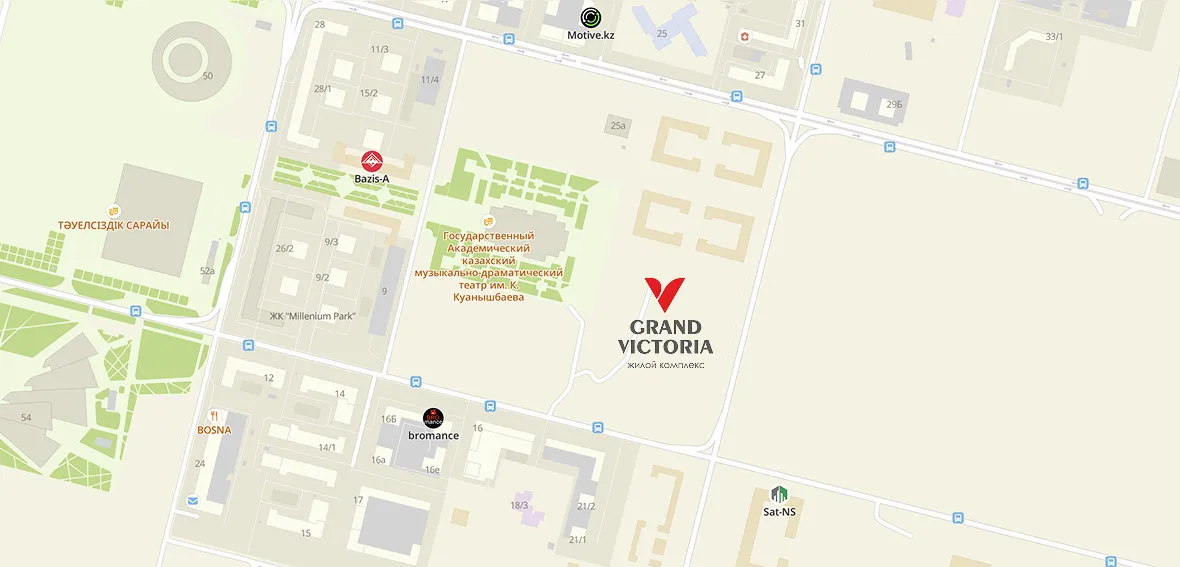 Motive.kz
28
31
25
33/1
11/3
50
27
11/4
28/1
15/2
29Б
25а
Bazis-A
ТӘУЕЛСІЗДІК САРАЙЫ
Государственный
Академический
казахский
музыкально-драматический
театр им. К.
Куанышбаева
26/2
9/3
52а
9/2
9
ЖК "Millenium Park"
GRAND
VICTORIA
ЖИЛОЙ КОМПЛЕКС
12
14
54
BOSNA
16Б
BRO
mance
bromance
16
14/1
24
16а
16е
17
18/3
21/2
Sat-NS
15
21/1